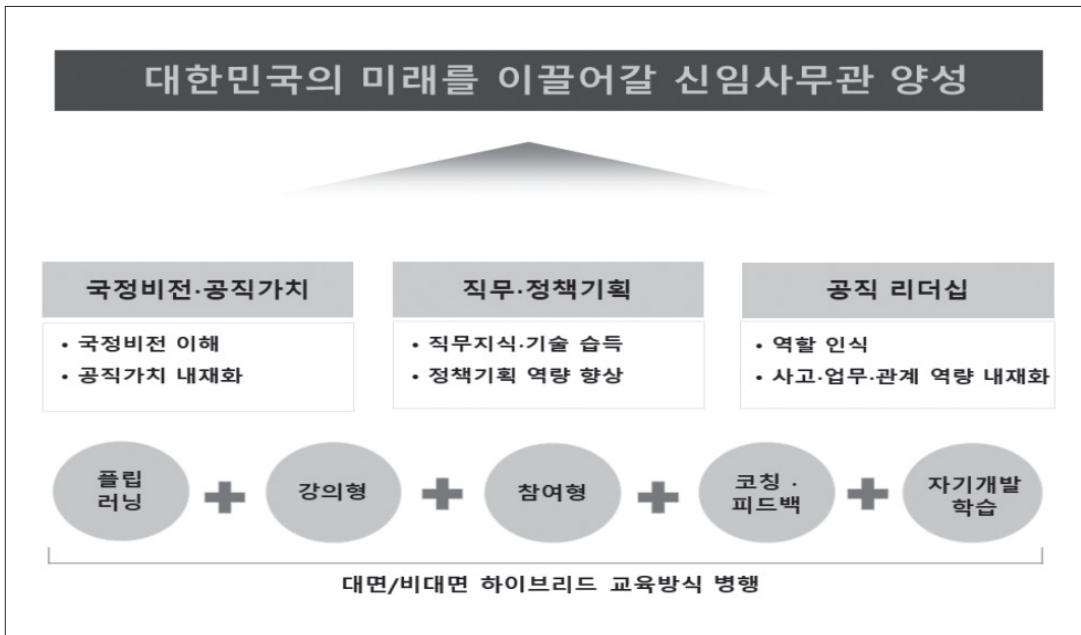 대한민국의 미래를 이끌어갈 신임사무관 양성
국정비전·공직가치
• 국정비전 이해
• 공직가치 내재화
직무·정책기획
• 직무지식·기술 습득
• 정책기획 역량 향상
공직 리더십
• 역할 인식
• 사고·업무·관계 역량 내재화
플립
러닝
강의형
참여형
코칭·
피드백
자기개발
학습
대면/비대면 하이브리드 교육방식 병행